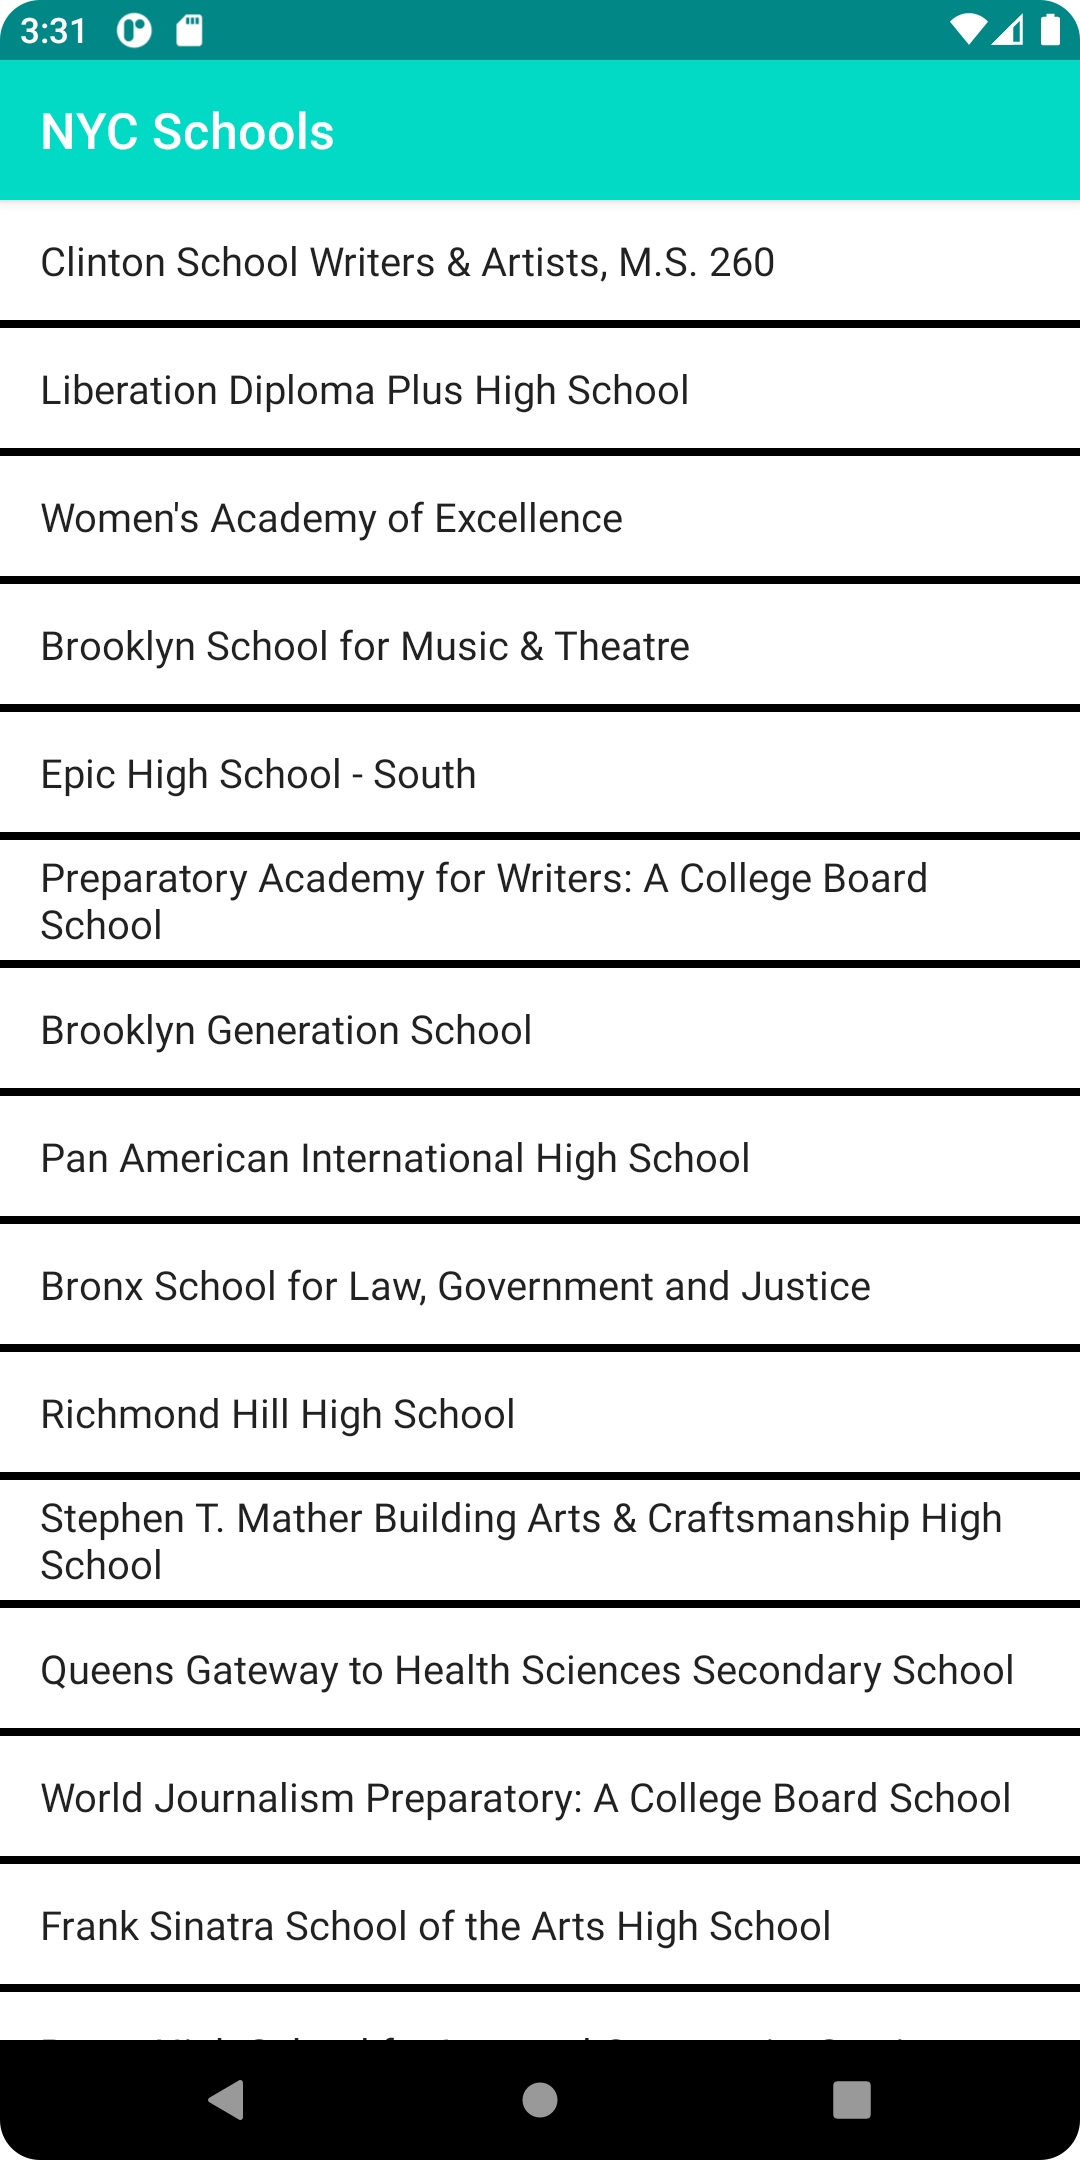 3:31
NYC Schools
Clinton School Writers & Artists, M.S. 260
Liberation Diploma Plus High School
Women's Academy of Excellence
Brooklyn School for Music & Theatre
Epic High School - South
Preparatory Academy for Writers: A College Board
School
Brooklyn Generation School
Pan American International High School
Bronx School for Law, Government and Justice
Richmond Hill High School
Stephen T. Mather Building Arts & Craftsmanship High
School
Queens Gateway to Health Sciences Secondary School
World Journalism Preparatory: A College Board School
Frank Sinatra School of the Arts High School